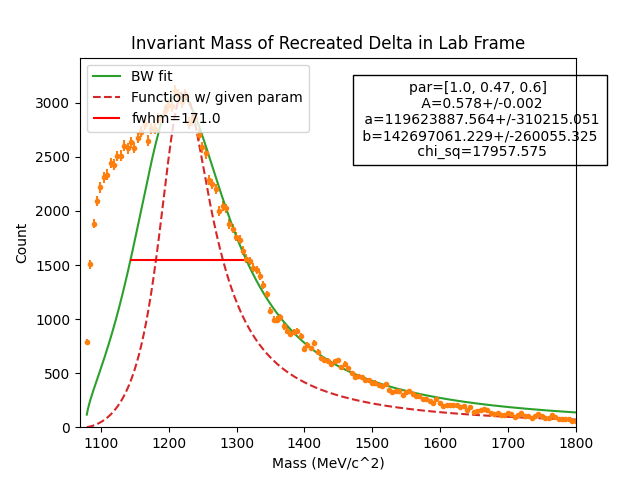 Invariant Mass of Recreated Delta in Lab Frame
BW fit
Function w/ given param
fwhm=171.0
par=[1.0, 0.47, 0.6]
A=0.578+/-0.002
a=119623887.564+/-310215.051
b=142697061.229+/-260055.325
chi_sq=17957.575
Count
3000
2500
2000
1500
1000
500
0
1100 1200 1300 1400 1500 1600 1700 1800
Mass (MeV/c^2)